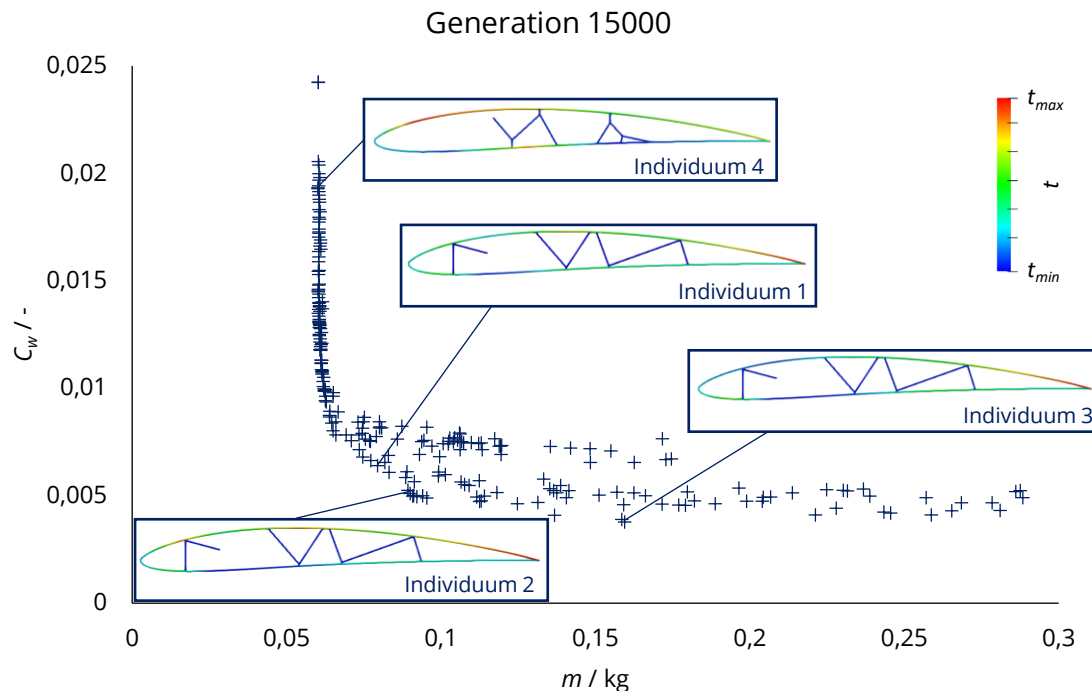 Generation 15000
0,025
0,02
0,015
0,01
0,005
0
C_w / -
0
0,05
0,1
0,15
0,2
0,25
0,3
m / kg
Individuum 4
Individuum 1
Individuum 3
Individuum 2
t_max
t
t_min